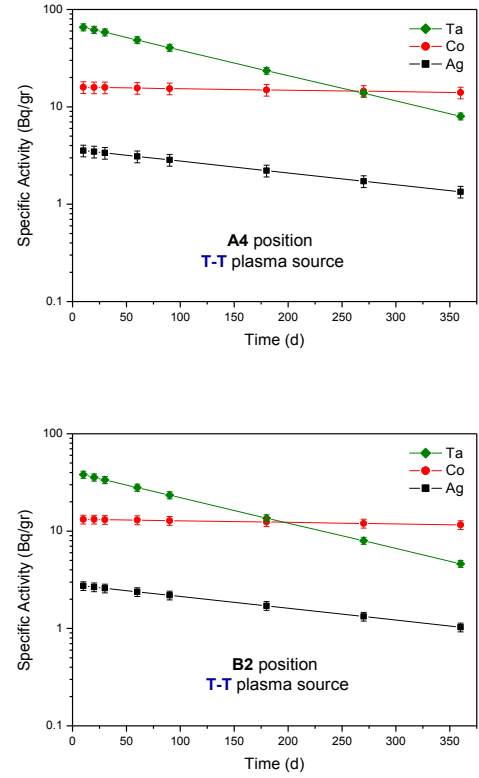 100
10
1
0.1
Specific Activity (Bq/gr)
Ta
Co
Ag
A4 position
T-T plasma source
0 50 100 150 200 250 300 350
Time (d)
100
10
1
0.1
Specific Activity (Bq/gr)
Ta
Co
Ag
B2 position
T-T plasma source
0 50 100 150 200 250 300 350
Time (d)